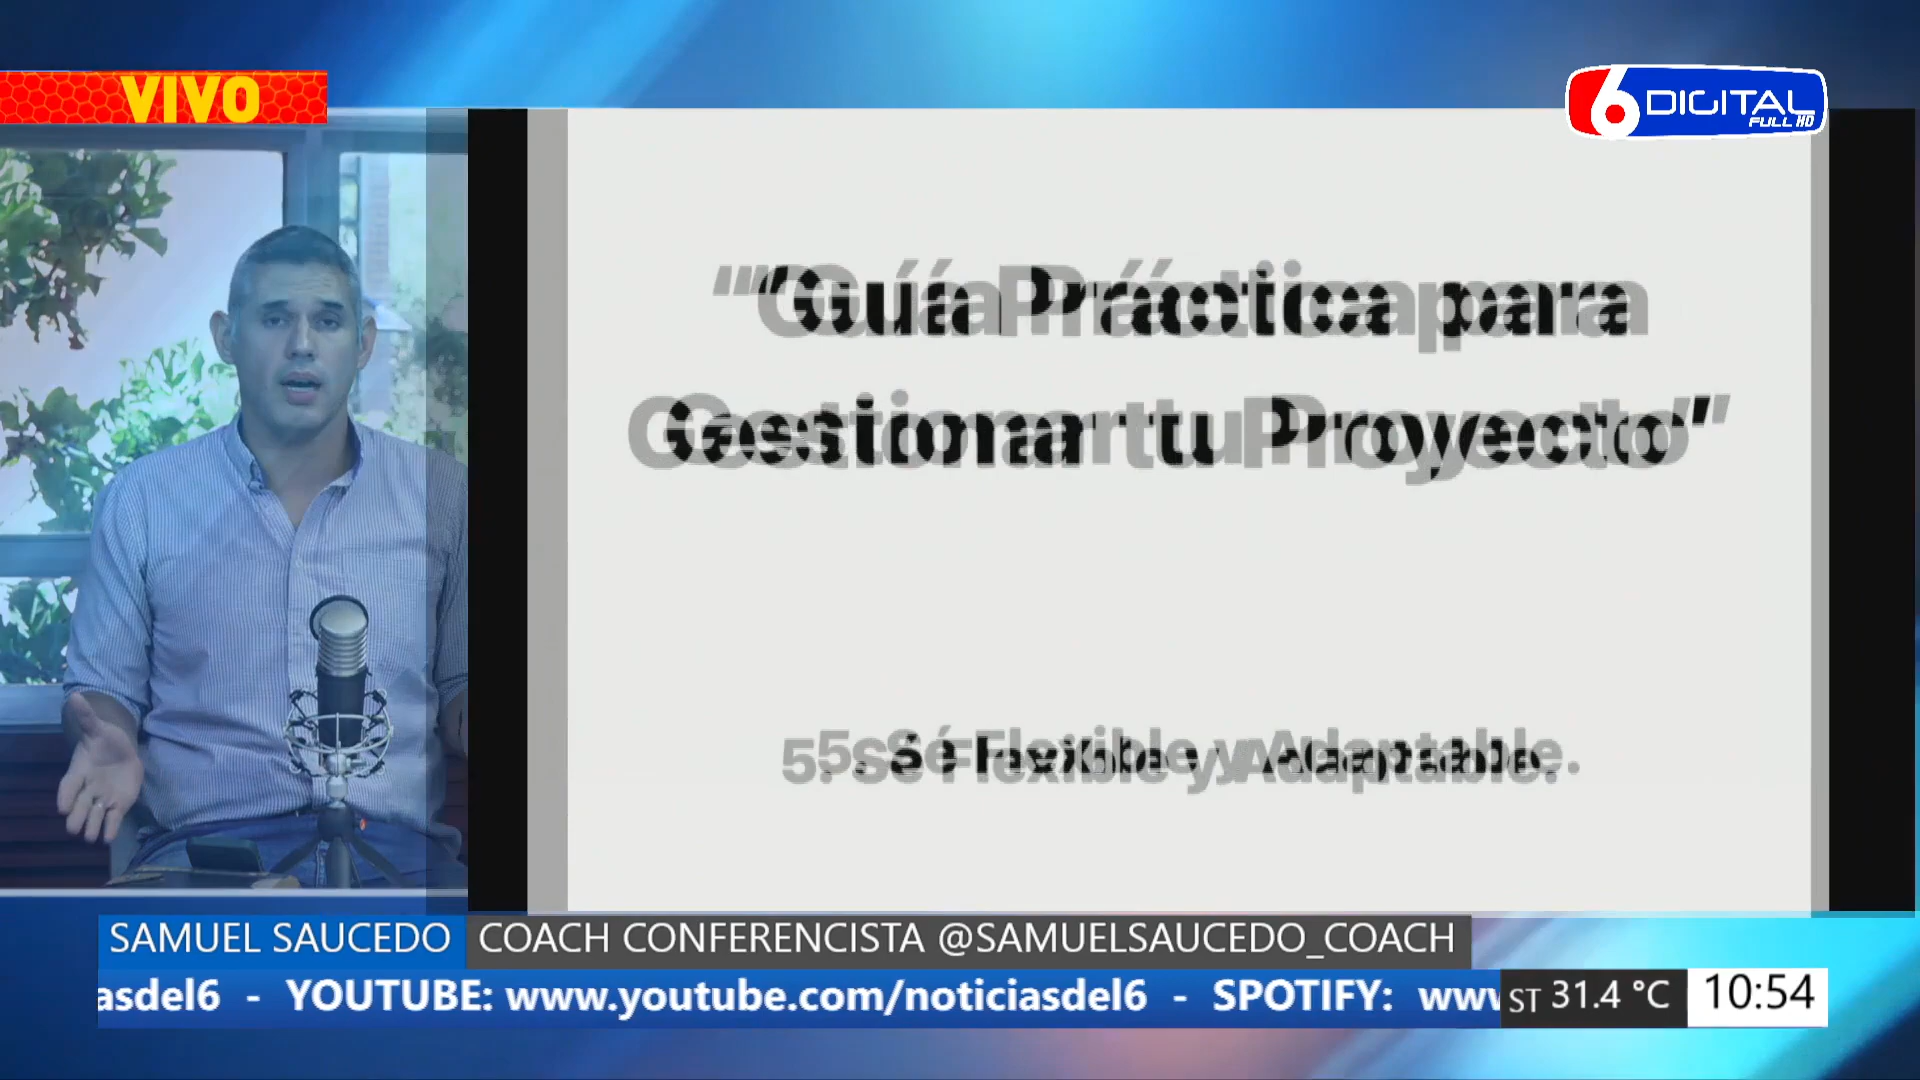 VIVO
6 DIGITAL
FULL HD
"Guía Práctica para
Gestionar tu Proyecto"
5. Sé Flexible y Adaptable.
SAMUEL SAUCEDO COACH CONFERENCISTA @SAMUELSAUCEDO_COACH
asdel6 - YOUTUBE: www.youtube.com/noticiasdel6 - SPOTIFY: www
ST 31.4 °C 10:54